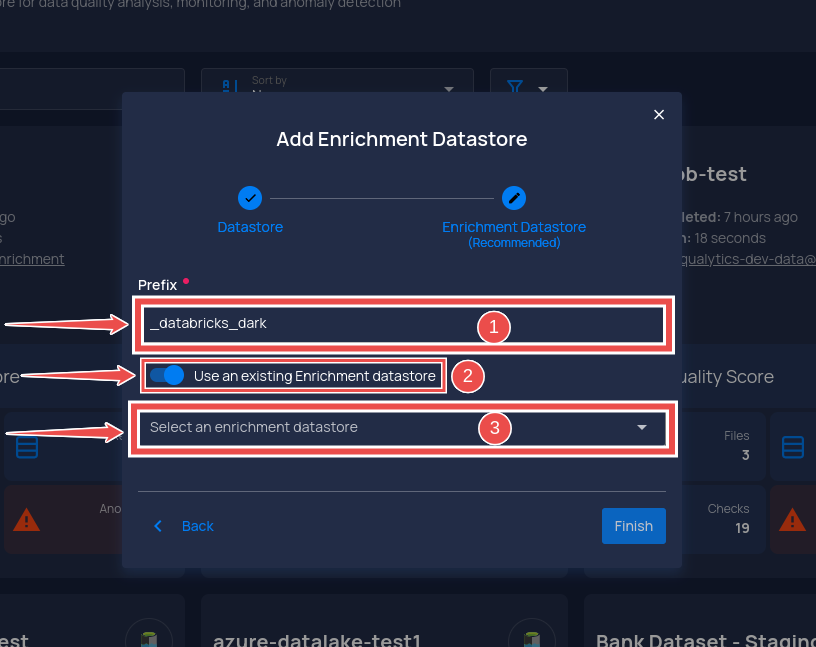 re for data quality analysis, monitoring, and anomaly detection
Sort by
Add Enrichment Datastore
ob-test
go
leted: 7 hours ago
s
n: 18 seconds
nrichment
qualytics-dev-data@
Datastore
Enrichment Datastore
(Recommended)
Prefix
_databricks_dark
1
Use an existing Enrichment datastore
2
ore
uality Score
Select an enrichment datastore
3
Files
3
Ano
Checks
19
Back
Finish
est
azure-datalake-test1
Bank Dataset - Staging